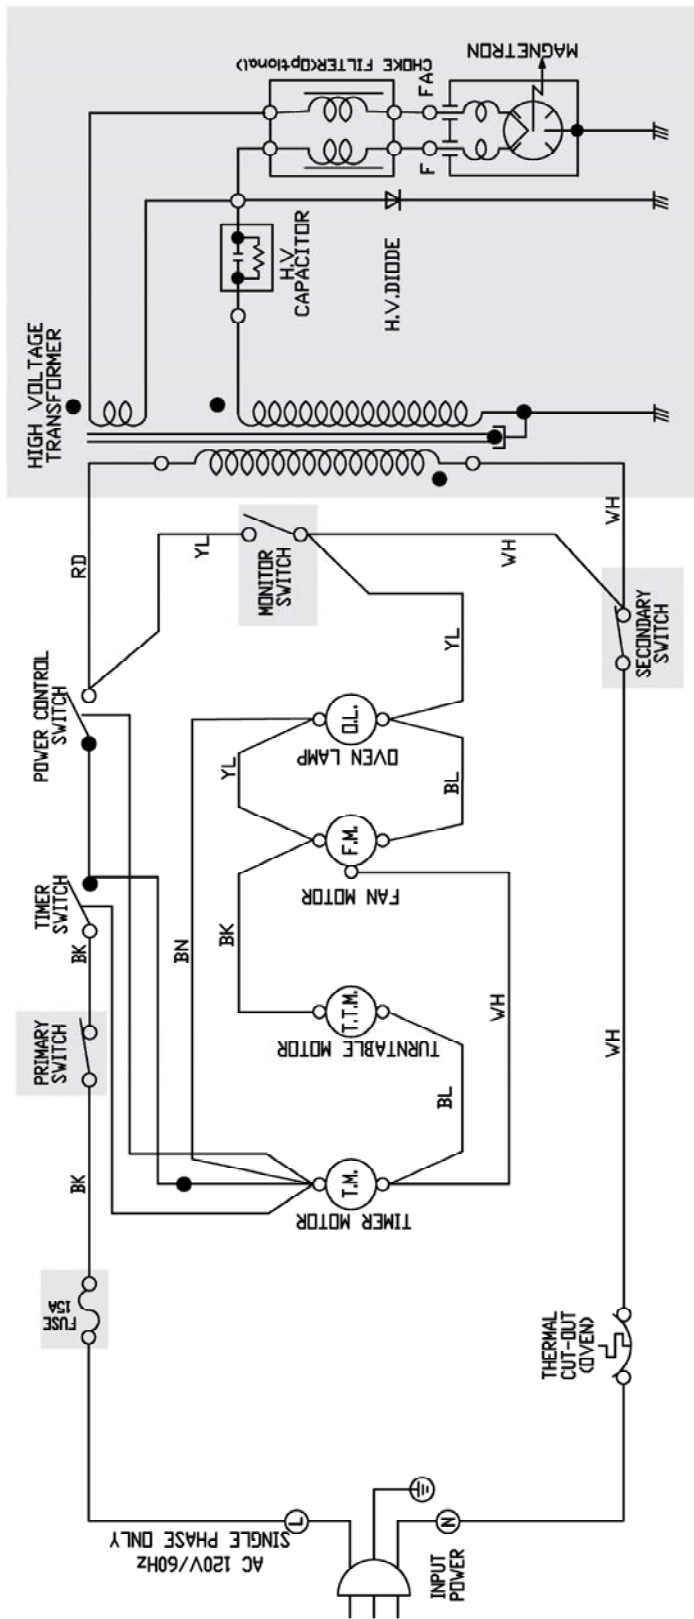 AC 120V/60Hz
SINGLE PHASE ONLY
INPUT
POWER
L
N
FUSE
15A
BK
PRIMARY
SWITCH
BK
TIMER
SWITCH
POWER CONTROL
SWITCH
RD
HIGH VOLTAGE
TRANSFORMER
THERMAL
CUT-OUT
(OVEN)
WH
SECONDARY
SWITCH
WH
T.M.
TIMER MOTOR
BL
WH
T.T.M.
TURNTABLE MOTOR
BK
BN
F.M.
FAN MOTOR
YL
BL
O.L.
OVEN LAMP
YL
YL
MONITOR
SWITCH
WH
H.V.
CAPACITOR
H.V.DIODE
CHOKE FILTER(Optional)
F
FA
MAGNETRON